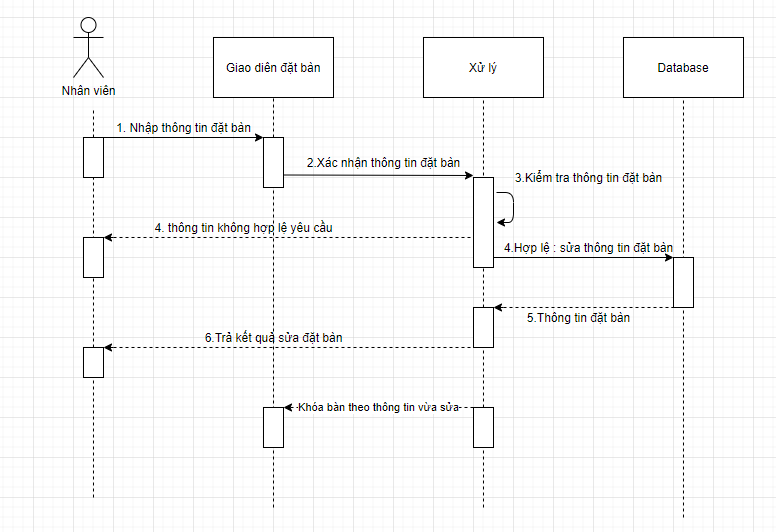 Nhân viên
Giao diên đặt bàn
Xử lý
Database
1. Nhập thông tin đặt bàn
2.Xác nhận thông tin đặt bàn
3.Kiểm tra thông tin đặt bàn
4. thông tin không hợp lệ yêu cầu
4.Hợp lệ : sửa thông tin đặt bàn
5.Thông tin đặt bàn
6.Trả kết quả sửa đặt bàn
Khóa bàn theo thông tin vừa sửa